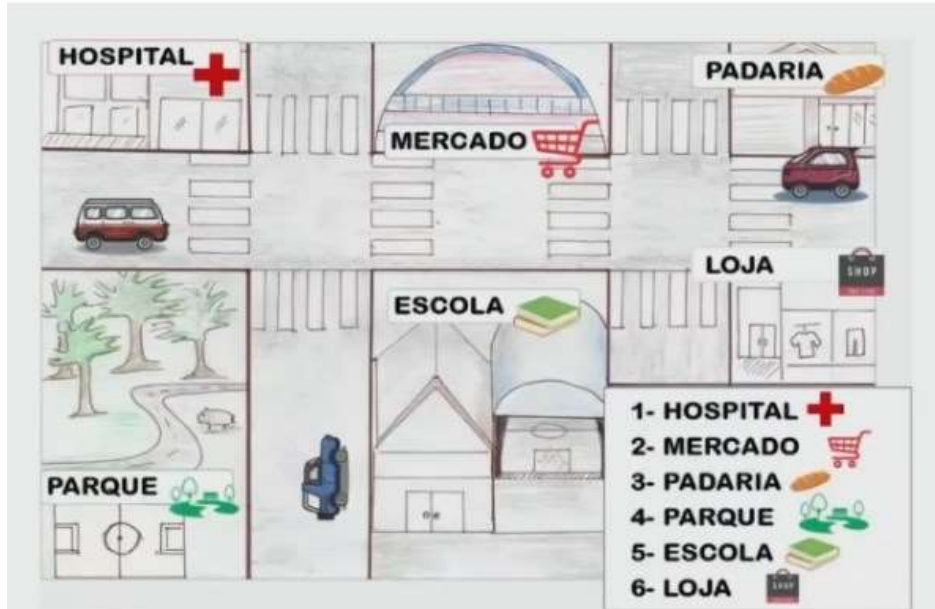 HOSPITAL
PADARIA
MERCADO
LOJA
SHOP
ESCOLA
PARQUE
1- HOSPITAL
2- MERCADO
3- PADARIA
4- PARQUE
5- ESCOLA
6- LOJA
SHOP